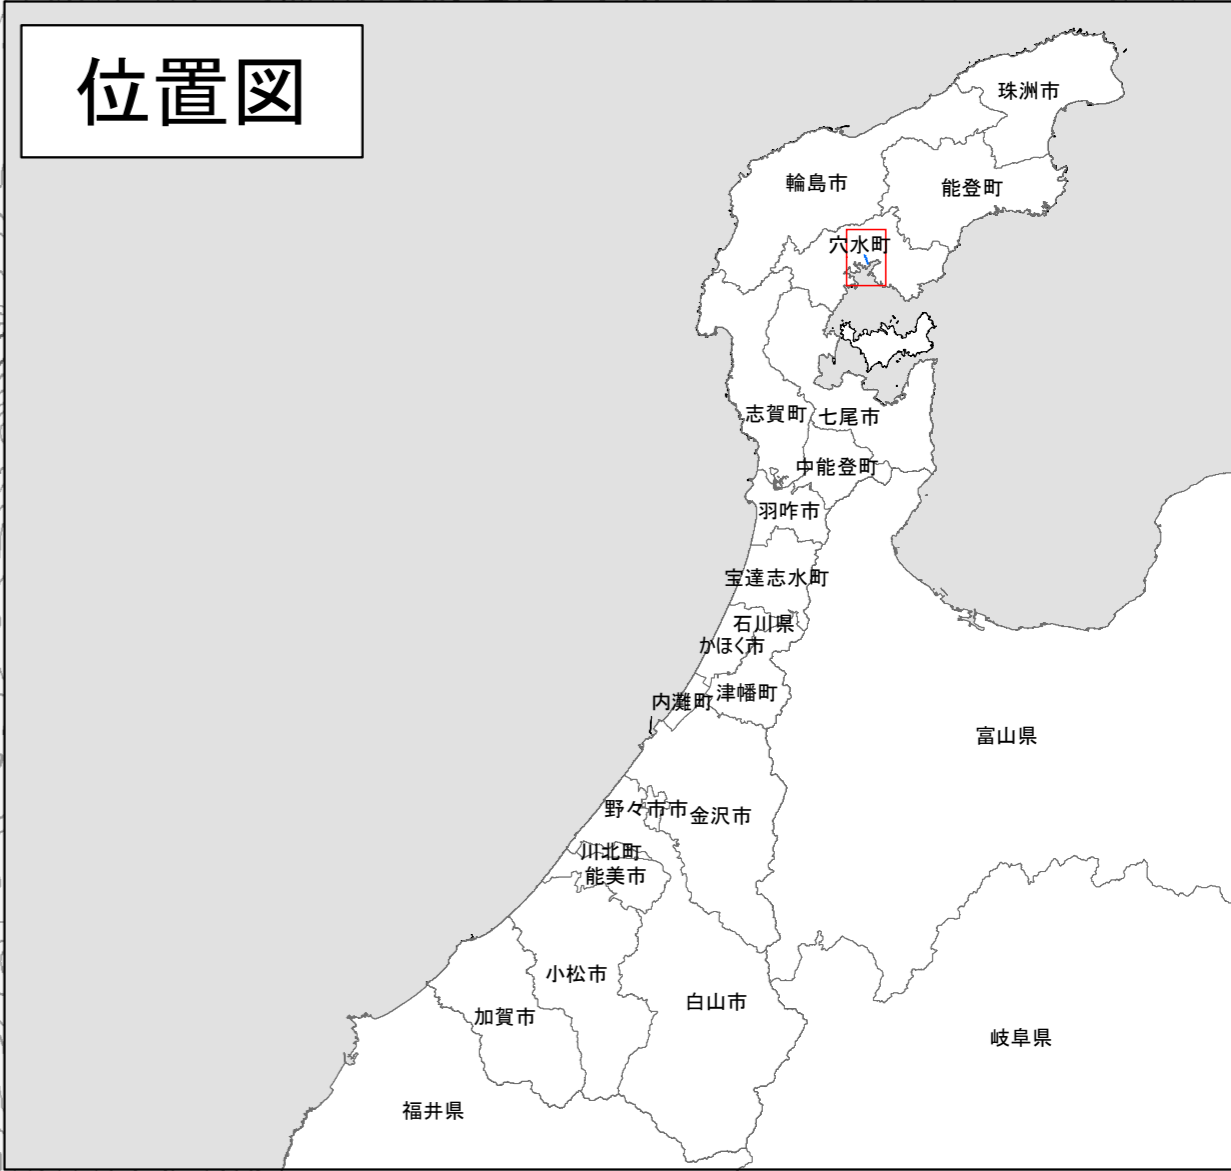 位置図
珠洲市
輪島市
能登町
穴水町
志賀町
七尾市
中能登町
羽咋市
宝達志水町
石川県
かほく市
内灘町
津幡町
富山県
野々市市
金沢市
川北町
能美市
小松市
白山市
加賀市
岐阜県
福井県